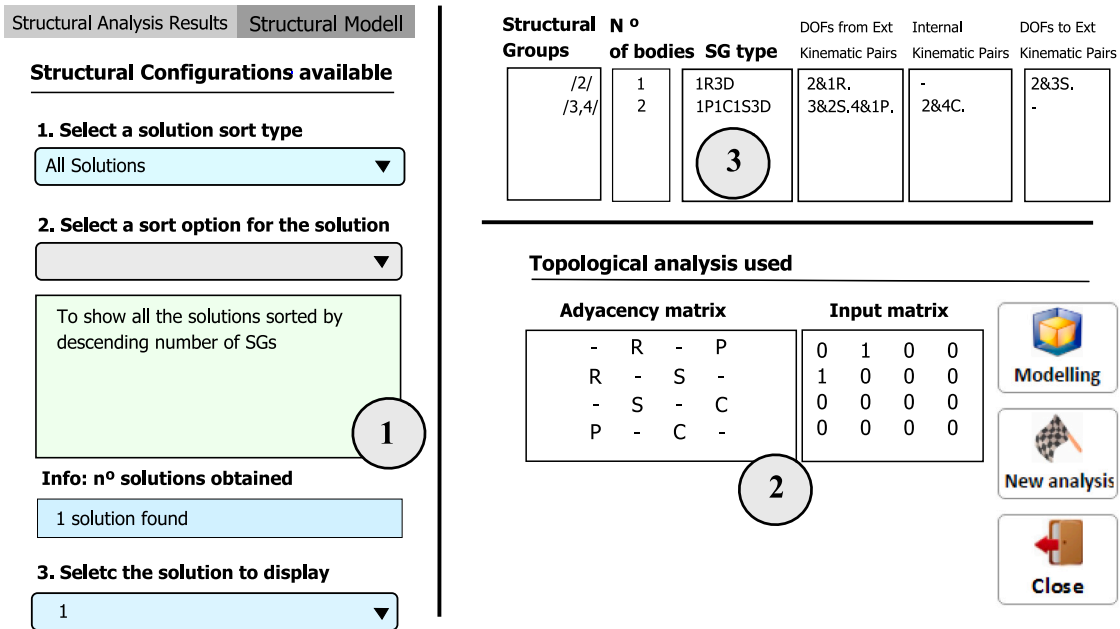 Structural Analysis Results Structural Modell
Structural Configurations available
1. Select a solution sort type
All Solutions
2. Select a sort option for the solution
To show all the solutions sorted by
descending number of SGs
1
Info: nº solutions obtained
1 solution found
3. Seletc the solution to display
1
Structural N º DOFs from Ext Internal DOFs to Ext
Groups of bodies SG type Kinematic Pairs Kinematic Pairs Kinematic Pairs
/2/ 1 1R3D 2&1R. - 2&3S.
/3,4/ 2 1P1C1S3D 3&2S.4&1P. 2&4C. -
3
Topological analysis used
Adyacency matrix Input matrix
- R - P 0 1 0 0
R - S - 1 0 0 0
- S - C 0 0 0 0
P - C - 0 0 0 0
2
Modelling
New analysis
Close